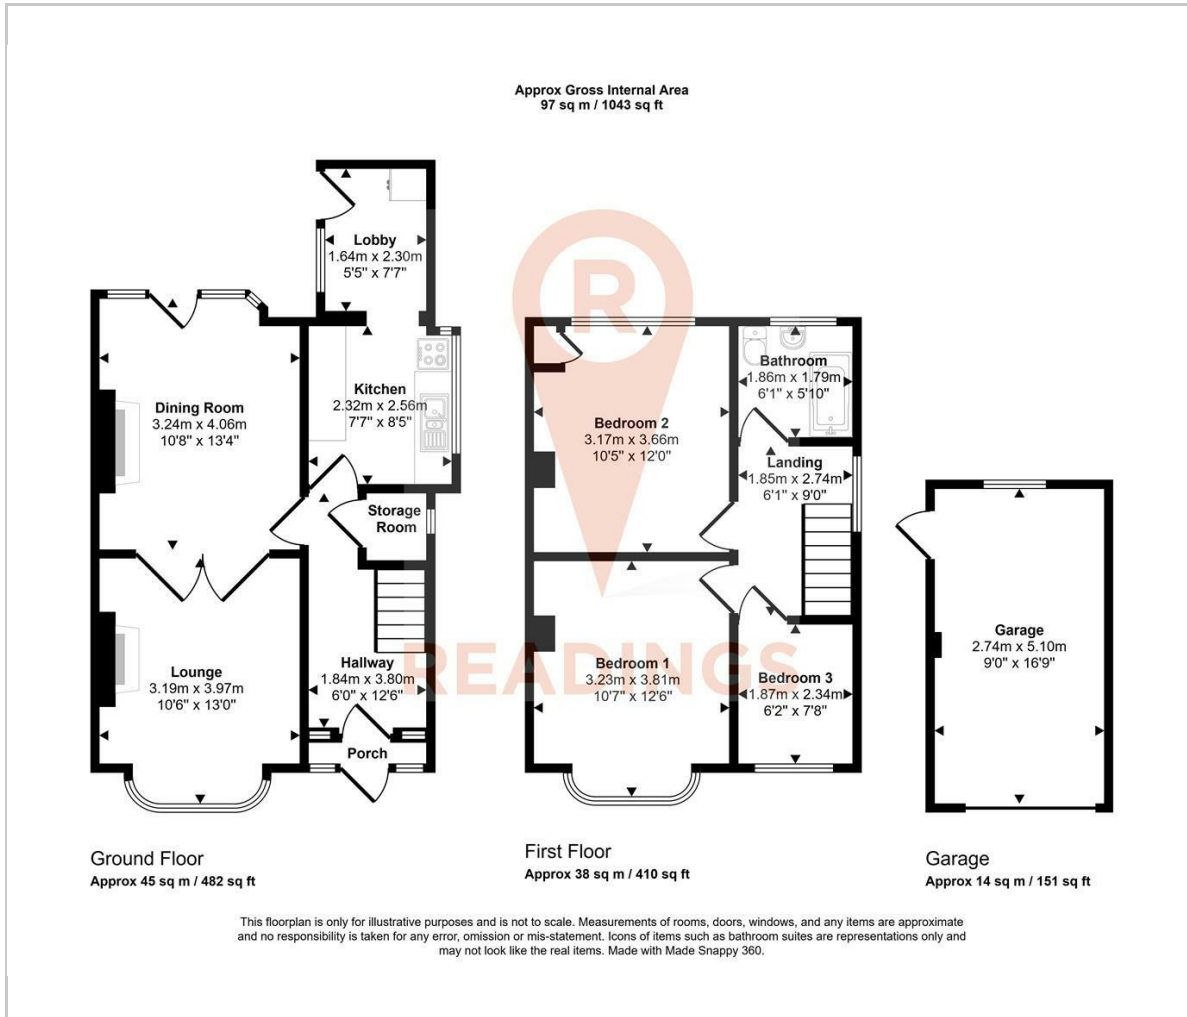 Approx Gross Internal Area
97 sq m / 1043 sq ft
Lobby
1.64m x 2.30m
5'5" x 7'7"
Kitchen
2.32m x 2.56m
7'7" x 8'5"
Dining Room
3.24m x 4.06m
10'8" x 13'4"
Storage
Room
Lounge
3.19m x 3.97m
10'6" x 13'0"
Hallway
1.84m x 3.80m
6'0" x 12'6"
Porch
Ground Floor
Approx 45 sq m / 482 sq ft
R
READINGS
Bathroom
1.86m x 1.79m
6'1" x 5'10"
Bedroom 2
3.17m x 3.66m
10'5" x 12'0"
Landing
1.85m x 2.74m
6'1" x 9'0"
Bedroom 1
3.23m x 3.81m
10'7" x 12'6"
Bedroom 3
1.87m x 2.34m
6'2" x 7'8"
First Floor
Approx 38 sq m / 410 sq ft
Garage
2.74m x 5.10m
9'0" x 16'9"
Garage
Approx 14 sq m / 151 sq ft
This floorplan is only for illustrative purposes and is not to scale. Measurements of rooms, doors, windows, and any items are approximate
and no responsibility is taken for any error, omission or mis-statement. Icons of items such as bathroom suites are representations only and
may not look like the real items. Made with Made Snappy 360.